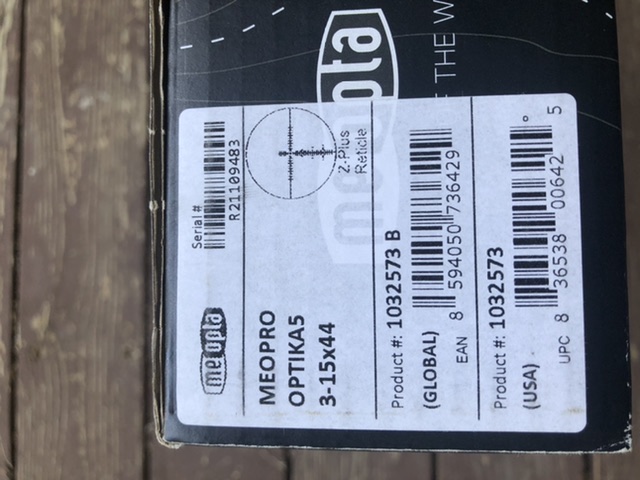 meopta
THE W
meopta
Serial #
R21109483
MEOPRO
OPTIKA5
3-15x44
Z-Plus
Reticle
Product #: 1032573 B
(GLOBAL)
EAN
8 594050 736429
Product #: 1032573
(USA)
UPC
8 36538 00642 5